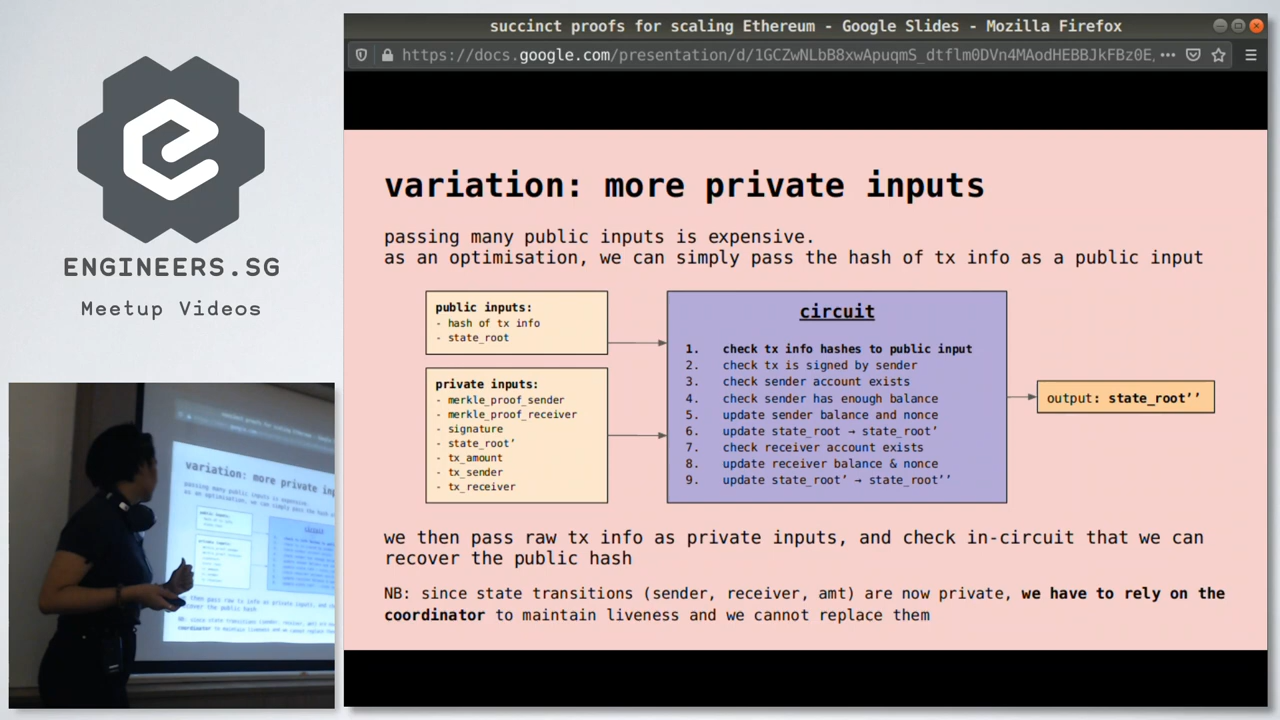 succinct proofs for scaling Ethereum - Google Slides - Mozilla Firefox
https://docs.google.com/presentation/d/1GCZwNLbB8xwApuqmS_dtflm0DVn4MAodHEBBJkFBz0E,
ENGINEERS.SG
Meetup Videos
variation: more private inputs
passing many public inputs is expensive.
as an optimisation, we can simply pass the hash of tx info as a public input
public inputs:
- hash of tx info
- state_root
private inputs:
- merkle_proof_sender
- merkle_proof_receiver
- signature
- state_root’
- tx_amount
- tx_sender
- tx_receiver
circuit
1. check tx info hashes to public input
2. check tx is signed by sender
3. check sender account exists
4. check sender has enough balance
5. update sender balance and nonce
6. update state_root → state_root’
7. check receiver account exists
8. update receiver balance & nonce
9. update state_root’ → state_root’’
output: state_root’’
we then pass raw tx info as private inputs, and check in-circuit that we can
recover the public hash
NB: since state transitions (sender, receiver, amt) are now private, we have to rely on the
coordinator to maintain liveness and we cannot replace them
variation: more private inp